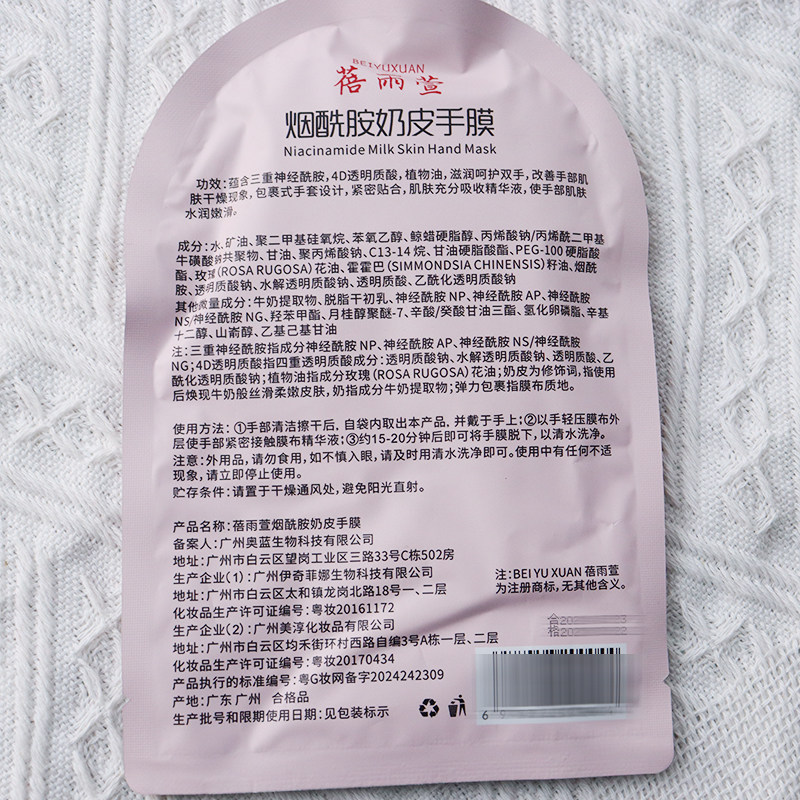 BEIYUXUAN
蓓雨萱
烟酰胺奶皮手膜
Niacinamide Milk Skin Hand Mask
功效:蕴含三重神经酰胺,4D透明质酸,植物油,滋润呵护双手,改善手部肌
肤干燥现象,包裹式手套设计,紧密贴合,肌肤充分吸收精华液,使手部肌肤
水润嫩滑。
成分:水、矿油、聚二甲基硅氧烷、苯氧乙醇、鲸蜡硬脂醇、丙烯酸钠/丙烯酰二甲基
牛磺酸钠共聚物、甘油、聚丙烯酸钠、C13-14 烷、甘油硬脂酸酯、PEG-100 硬脂酸
酯、玫瑰(ROSA RUGOSA)花油、霍霍巴(SIMMONDSIA CHINENSIS)籽油、烟酰
胺、透明质酸钠、水解透明质酸钠、透明质酸、乙酰化透明质酸钠
其他微量成分:牛奶提取物、脱脂干初乳、神经酰胺 NP、神经酰胺 AP、神经酰胺
NS/神经酰胺 NG、羟苯甲酯、月桂醇聚醚-7、辛酸/癸酸甘油三酯、氢化卵磷脂、辛基
十二醇、山嵛醇、乙基己基甘油
注:三重神经酰胺指成分神经酰胺 NP、神经酰胺 AP、神经酰胺 NS/神经酰胺
NG;4D透明质酸指四重透明质酸成分:透明质酸钠、水解透明质酸钠、透明质酸、乙
酰化透明质酸钠;植物油指成分玫瑰(ROSA RUGOSA)花油;奶皮为修饰词,指使用
后焕现牛奶般丝滑柔嫩皮肤,奶指成分牛奶提取物;弹力包裹指膜布质地。
使用方法:①手部清洁擦干后,自袋内取出本产品,并戴于手上;②以手轻压膜布外
层使手部紧密接触膜布精华液;③约15-20分钟后即可将手膜脱下,以清水洗净。
注意:外用品,请勿食用,如不慎入眼,请及时用清水洗净即可。使用中有任何不适
现象,请立即停止使用。
贮存条件:请置于干燥通风处,避免阳光直射。
产品名称:蓓雨萱烟酰胺奶皮手膜
备案人:广州奥蓝生物科技有限公司
地址:广州市白云区望岗工业区三路33号C栋502房
生产企业(1):广州伊奇菲娜生物科技有限公司
地址:广州市白云区太和镇龙岗北路18号一、二层
化妆品生产许可证编号:粤妆20161172
生产企业(2):广州美淳化妆品有限公司
地址:广州市白云区均禾街环村西路自编3号A栋一层、二层
化妆品生产许可证编号:粤妆20170434
产品执行的标准编号:粤G妆网备字2024242309
产地:广东 广州 合格品
生产批号和限期使用日期:见包装标示
注:BEI YU XUAN 蓓雨萱
为注册商标,无其他含义。
合
格
6